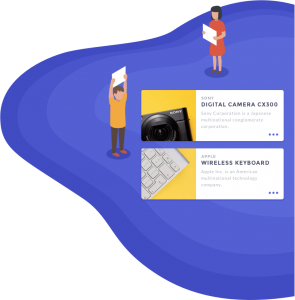 SONY
DIGITAL CAMERA CX300
Sony Corporation is a Japanese
multinational conglomerate
corporation.
SONY
APPLE
WIRELESS KEYBOARD
Apple Inc. is an American
multinational technology
company.